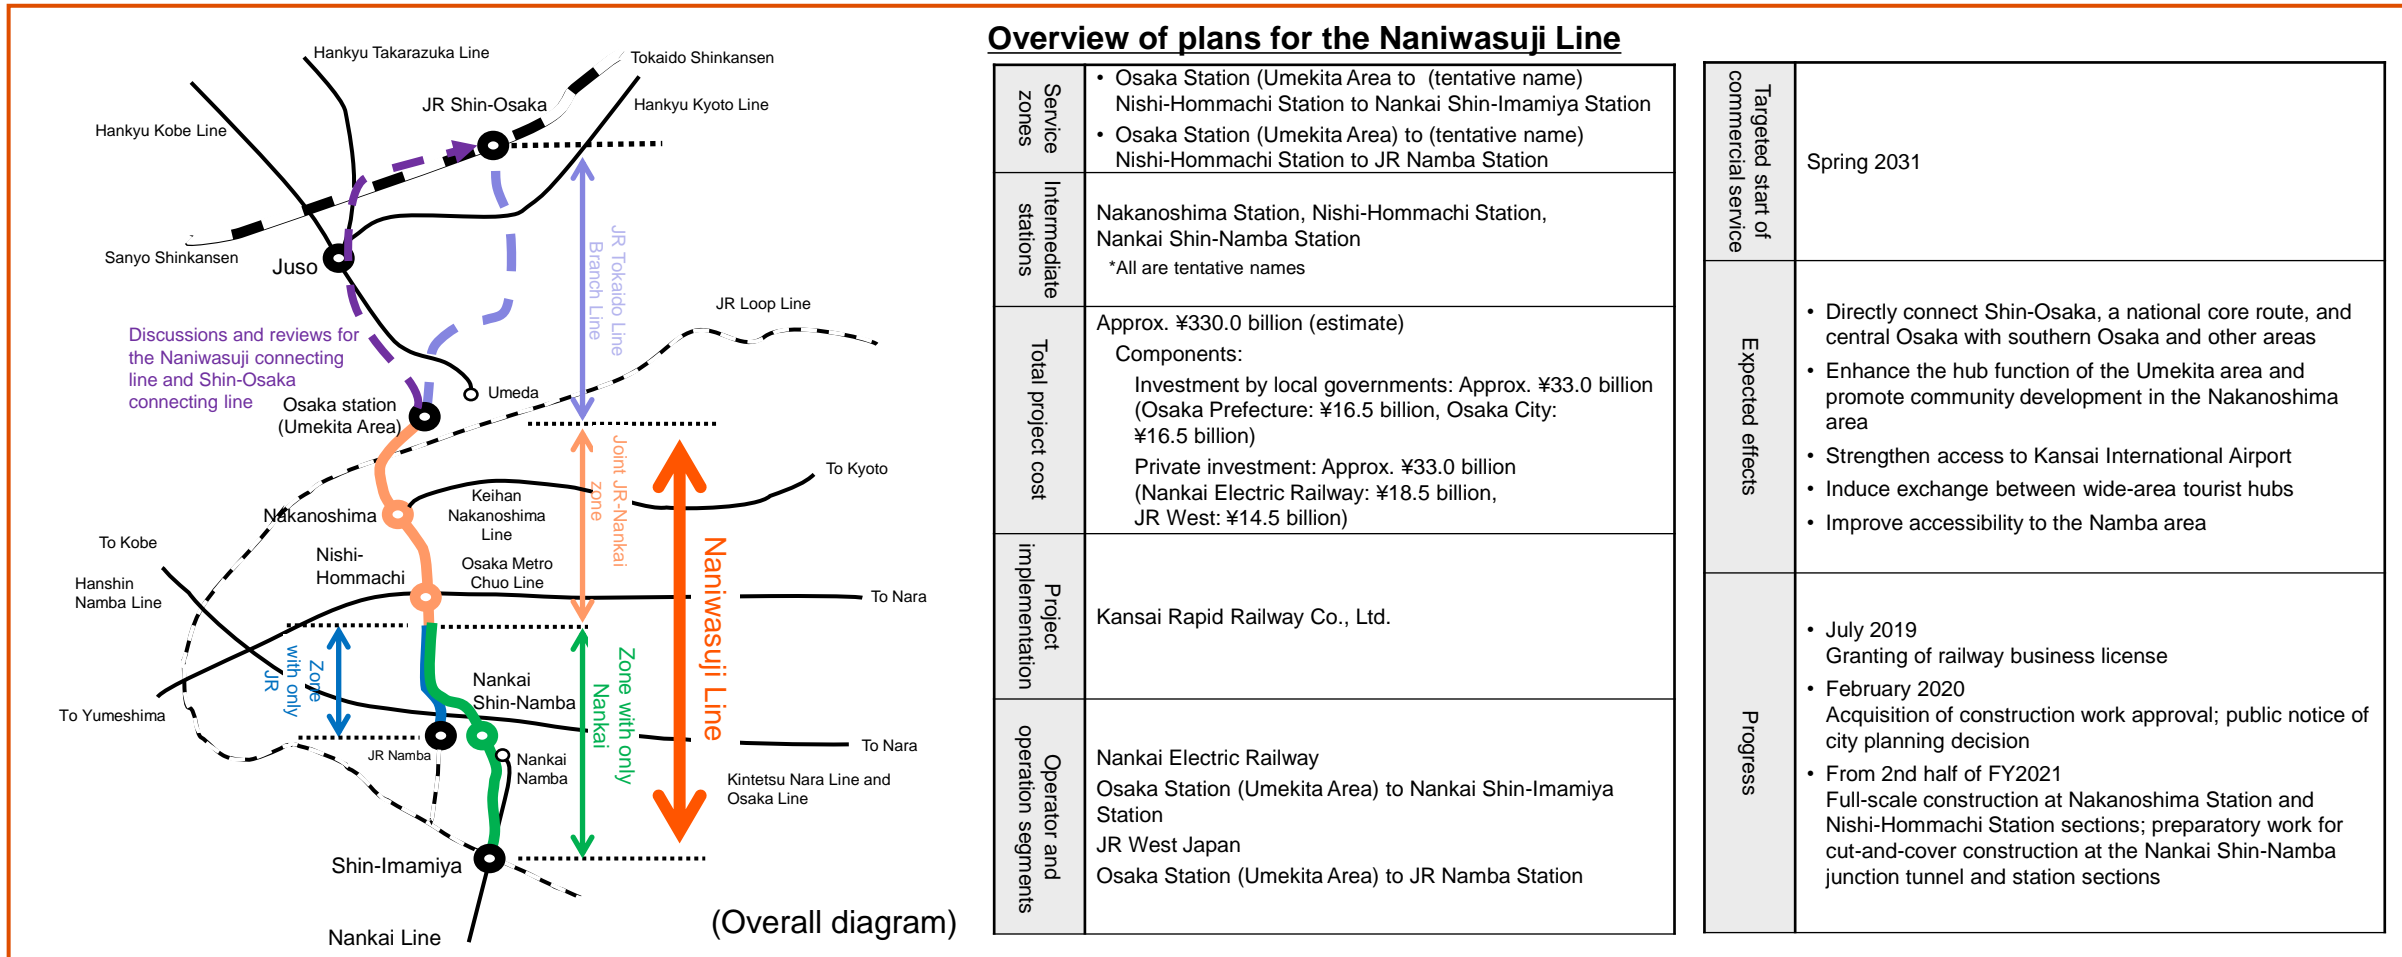 Hankyu Takarazuka Line
Tokaido Shinkansen
JR Shin-Osaka
Hankyu Kyoto Line
Hankyu Kobe Line
Sanyo Shinkansen
Juso
JR Tokaido Line
Branch Line
JR Loop Line
Discussions and reviews for
the Naniwasuji connecting
line and Shin-Osaka
connecting line
Umeda
Osaka station
(Umekita Area)
Joint JR-Nankai
zone
To Kyoto
Keihan
Nakanoshima
Line
Nakanoshima
To Kobe
Nishi-
Hommachi
Osaka Metro
Chuo Line
Hanshin
Namba Line
To Nara
Naniwasuji Line
Zone
with only
JR
Nankai
Shin-Namba
Zone with only
Nankai
To Yumeshima
To Nara
JR Namba
Nankai
Namba
Kintetsu Nara Line and
Osaka Line
Shin-Imamiya
Nankai Line
(Overall diagram)
Overview of plans for the Naniwasuji Line
Service
zones
• Osaka Station (Umekita Area to (tentative name)
Nishi-Hommachi Station to Nankai Shin-Imamiya Station
• Osaka Station (Umekita Area) to (tentative name)
Nishi-Hommachi Station to JR Namba Station
Intermediate
stations
Nakanoshima Station, Nishi-Hommachi Station,
Nankai Shin-Namba Station
*All are tentative names
Total project cost
Approx. ¥330.0 billion (estimate)
Components:
Investment by local governments: Approx. ¥33.0 billion
(Osaka Prefecture: ¥16.5 billion, Osaka City:
¥16.5 billion)
Private investment: Approx. ¥33.0 billion
(Nankai Electric Railway: ¥18.5 billion,
JR West: ¥14.5 billion)
Project
implementation
Kansai Rapid Railway Co., Ltd.
Operator and
operation segments
Nankai Electric Railway
Osaka Station (Umekita Area) to Nankai Shin-Imamiya
Station
JR West Japan
Osaka Station (Umekita Area) to JR Namba Station
Targeted start of
commercial service
Spring 2031
Expected effects
• Directly connect Shin-Osaka, a national core route, and
central Osaka with southern Osaka and other areas
• Enhance the hub function of the Umekita area and
promote community development in the Nakanoshima
area
• Strengthen access to Kansai International Airport
• Induce exchange between wide-area tourist hubs
• Improve accessibility to the Namba area
Progress
• July 2019
Granting of railway business license
• February 2020
Acquisition of construction work approval; public notice of
city planning decision
• From 2nd half of FY2021
Full-scale construction at Nakanoshima Station and
Nishi-Hommachi Station sections; preparatory work for
cut-and-cover construction at the Nankai Shin-Namba
junction tunnel and station sections